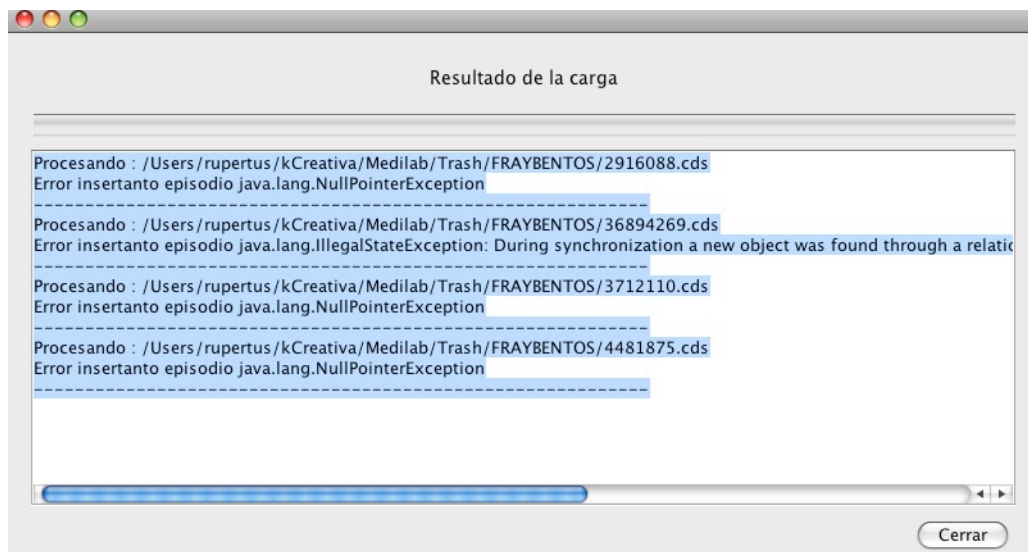 Resultado de la carga
Procesando : /Users/rupertus/kCreativa/Medilab/Trash/FRAYBENTOS/2916088.cds
Error insertanto episodio java.lang.NullPointerException
------------------------------------------------------------
Procesando : /Users/rupertus/kCreativa/Medilab/Trash/FRAYBENTOS/36894269.cds
Error insertanto episodio java.lang.IllegalStateException: During synchronization a new object was found through a relatio
------------------------------------------------------------
Procesando : /Users/rupertus/kCreativa/Medilab/Trash/FRAYBENTOS/3712110.cds
Error insertanto episodio java.lang.NullPointerException
------------------------------------------------------------
Procesando : /Users/rupertus/kCreativa/Medilab/Trash/FRAYBENTOS/4481875.cds
Error insertanto episodio java.lang.NullPointerException
------------------------------------------------------------
Cerrar